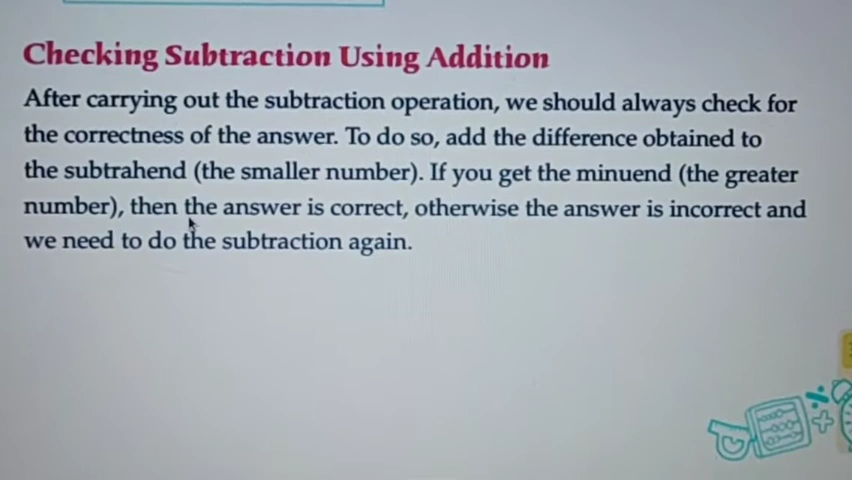 Checking Subtraction Using Addition
After carrying out the subtraction operation, we should always check for
the correctness of the answer. To do so, add the difference obtained to
the subtrahend (the smaller number). If you get the minuend (the greater
number), then the answer is correct, otherwise the answer is incorrect and
we need to do the subtraction again.